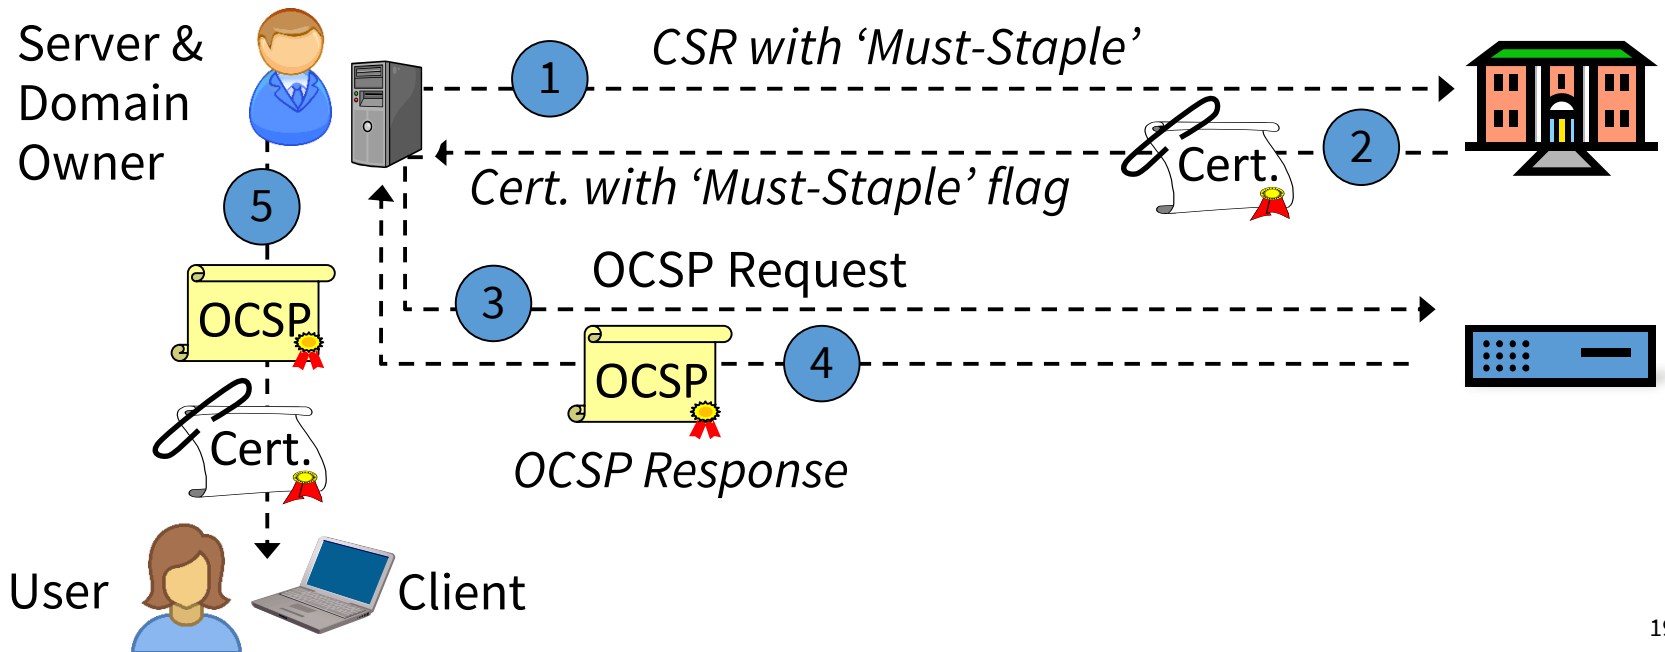 Server &
Domain
Owner
1
CSR with ‘Must-Staple’
2
Cert.
Cert. with ‘Must-Staple’ flag
5
OCSP
3
OCSP Request
4
OCSP
OCSP Response
Cert.
User
Client